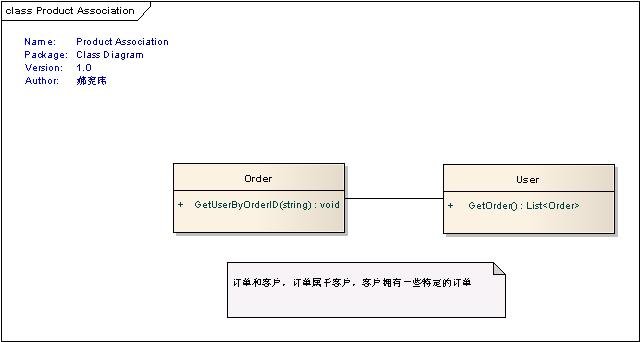 class Product Association
Name: Product Association
Package: Class Diagram
Version: 1.0
Author:
Order
+ GetUserByOrderID(string) : void
User
+ GetOrder() : List<Order>
订单和客户，订单属于客户，客户拥有一些特定的订单